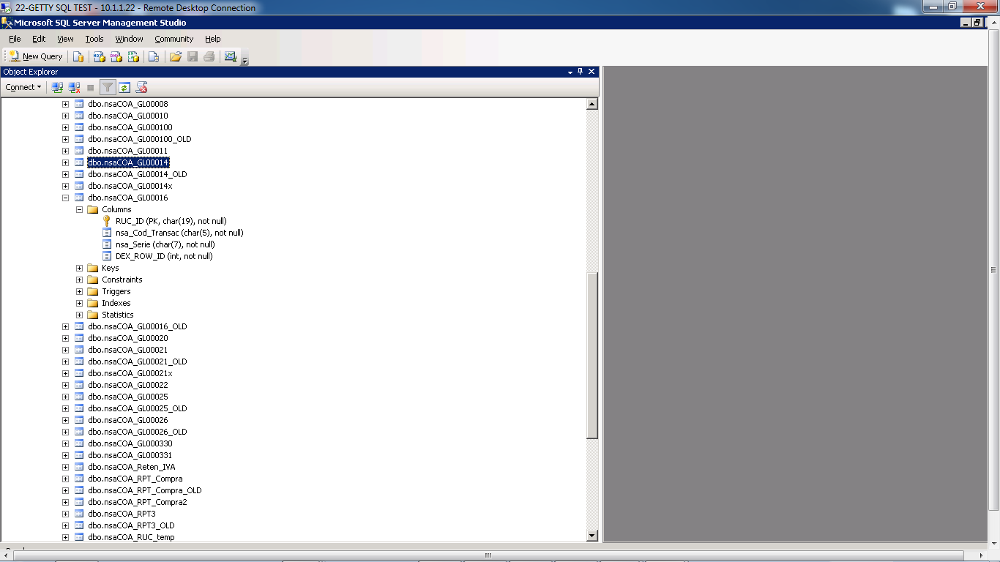 22-GETTY SQL TEST - 10.1.1.22 - Remote Desktop Connection
Microsoft SQL Server Management Studio
File Edit View Tools Window Community Help
New Query
Object Explorer
Connect
dbo.nsaCOA_GL00008
dbo.nsaCOA_GL00010
dbo.nsaCOA_GL000100
dbo.nsaCOA_GL000100_OLD
dbo.nsaCOA_GL00011
dbo.nsaCOA_GL00014
dbo.nsaCOA_GL00014_OLD
dbo.nsaCOA_GL00014x
dbo.nsaCOA_GL00016
Columns
RUC_ID (PK, char(19), not null)
nsa_Cod_Transac (char(5), not null)
nsa_Serie (char(7), not null)
DEX_ROW_ID (int, not null)
Keys
Constraints
Triggers
Indexes
Statistics
dbo.nsaCOA_GL00016_OLD
dbo.nsaCOA_GL00020
dbo.nsaCOA_GL00021
dbo.nsaCOA_GL00021_OLD
dbo.nsaCOA_GL00021x
dbo.nsaCOA_GL00022
dbo.nsaCOA_GL00025
dbo.nsaCOA_GL00025_OLD
dbo.nsaCOA_GL00026
dbo.nsaCOA_GL00026_OLD
dbo.nsaCOA_GL000330
dbo.nsaCOA_GL000331
dbo.nsaCOA_Reten_IVA
dbo.nsaCOA_RPT_Compra
dbo.nsaCOA_RPT_Compra_OLD
dbo.nsaCOA_RPT_Compra2
dbo.nsaCOA_RPT3
dbo.nsaCOA_RPT3_OLD
dbo.nsaCOA_RUC_temp